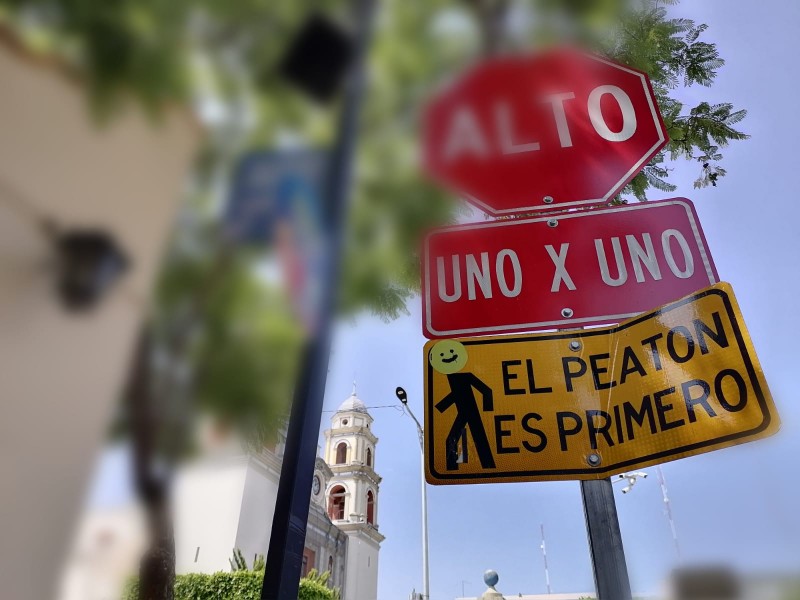 ALTO
UNO X UNO
EL PEATON
ES PRIMERO